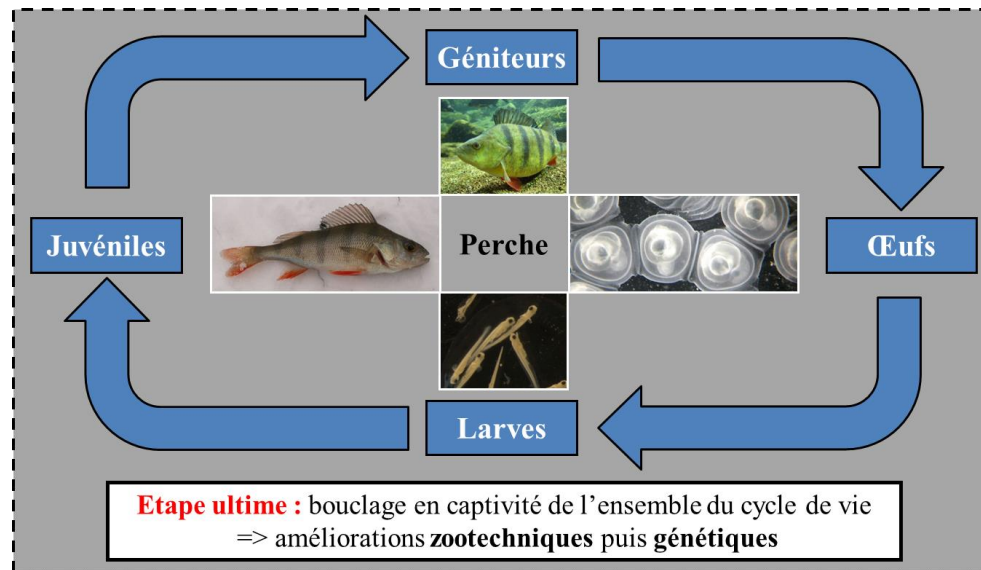 Géniteurs
Juvéniles
Perche
Œufs
Larves
Etape ultime : bouclage en captivité de l'ensemble du cycle de vie
=> améliorations zootechniques puis génétiques